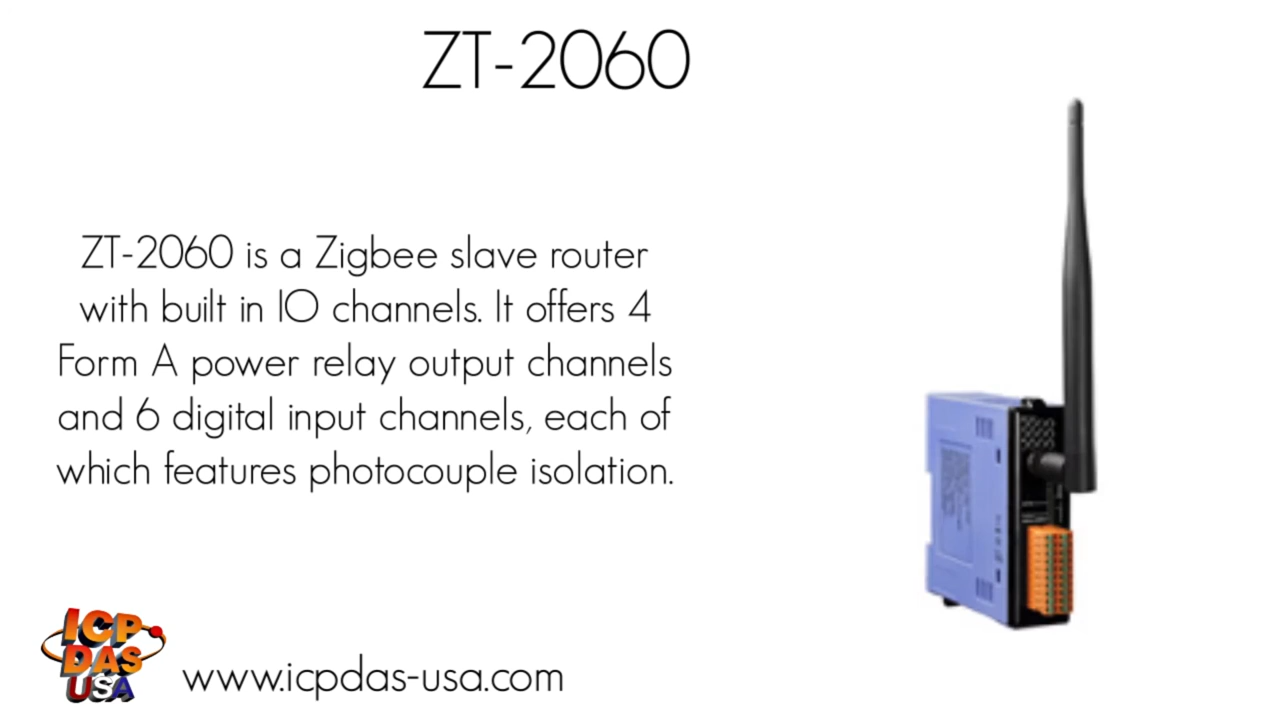 ZT-2060
ZT-2060 is a Zigbee slave router
with built in IO channels. It offers 4
Form A power relay output channels
and 6 digital input channels, each of
which features photocouple isolation.
ICP
DAS
USA
www.icpdas-usa.com